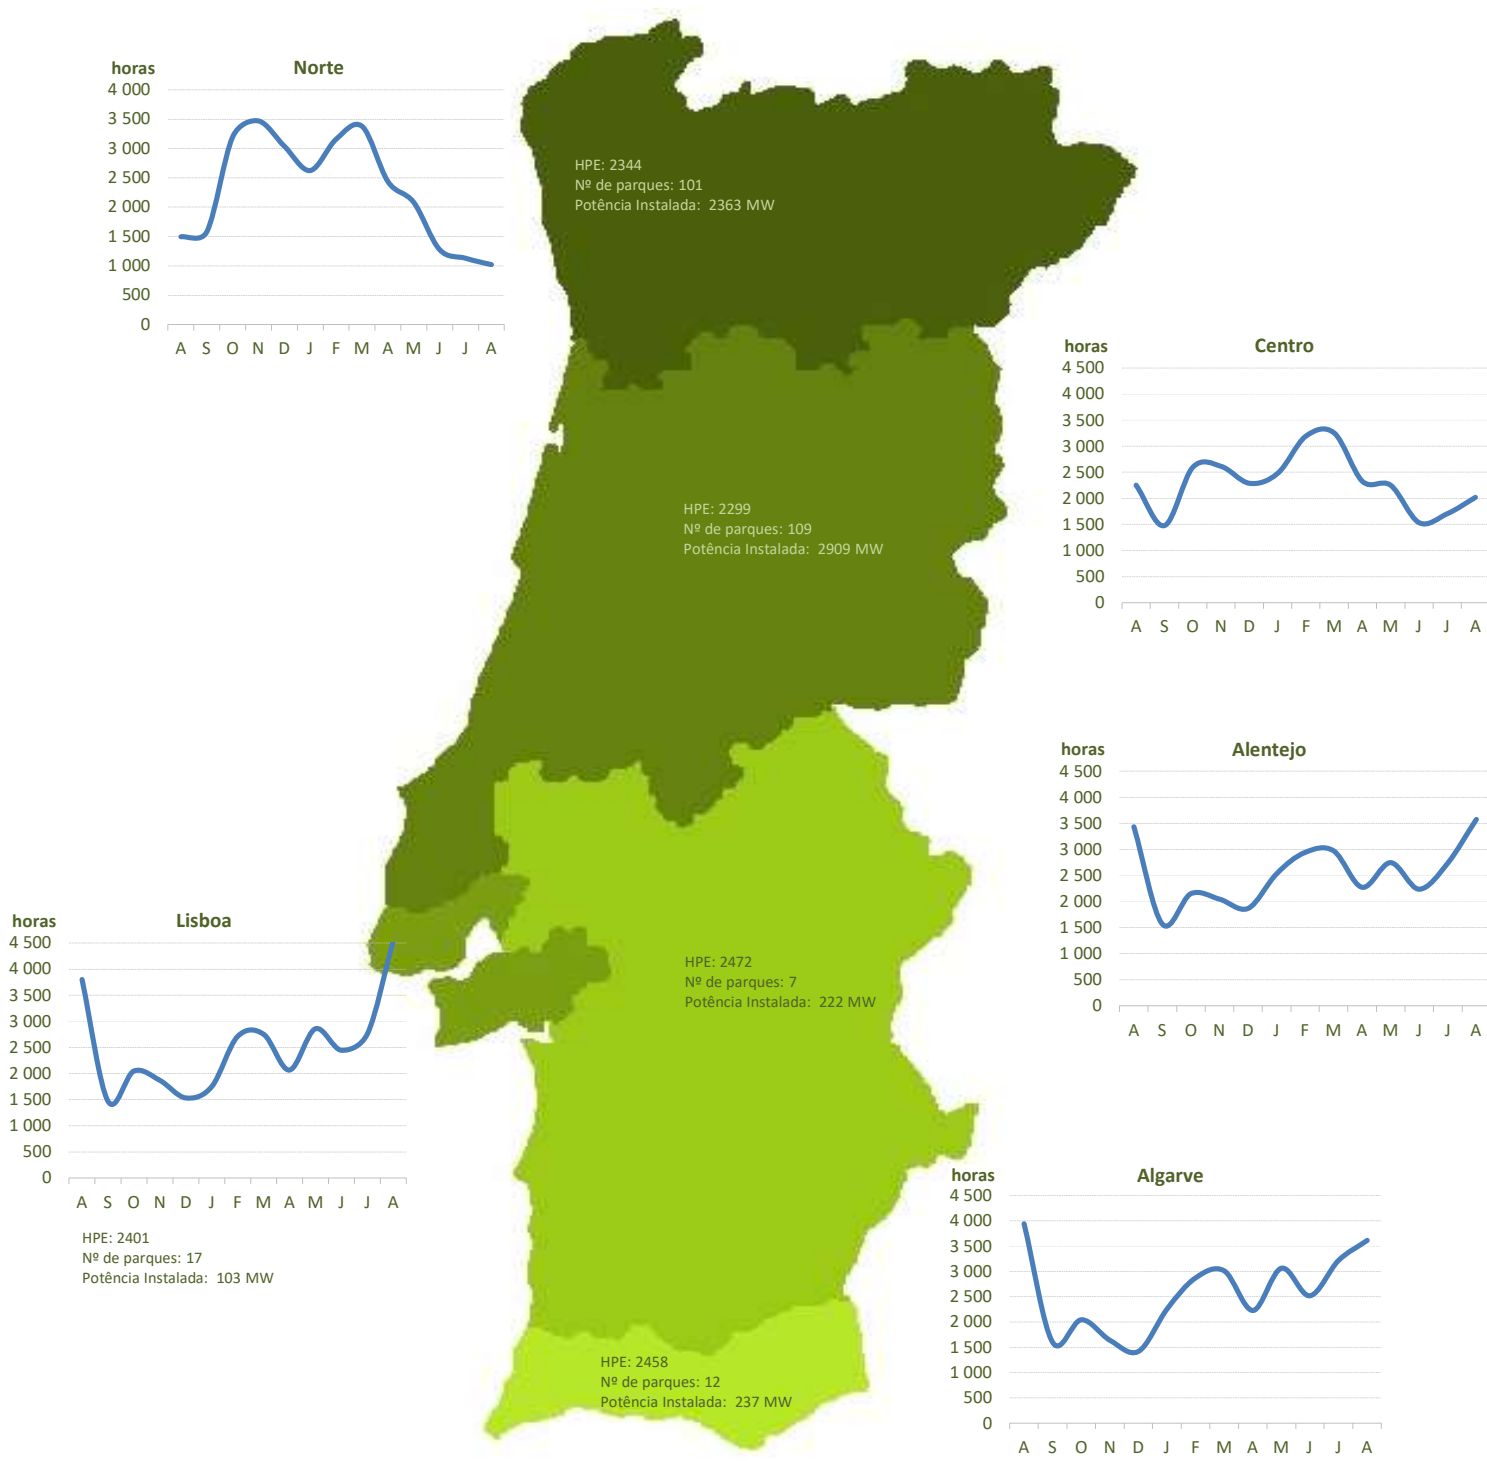 Norte
horas
4 000
3 500
3 000
2 500
2 000
1 500
1 000
500
0
A S O N D J F M A M J J A
HPE: 2344
Nº de parques: 101
Potência Instalada: 2363 MW
Centro
horas
4 500
4 000
3 500
3 000
2 500
2 000
1 500
1 000
500
0
A S O N D J F M A M J J A
HPE: 2299
Nº de parques: 109
Potência Instalada: 2909 MW
Alentejo
horas
4 500
4 000
3 500
3 000
2 500
2 000
1 500
1 000
500
0
A S O N D J F M A M J J A
HPE: 2472
Nº de parques: 7
Potência Instalada: 222 MW
Lisboa
horas
4 500
4 000
3 500
3 000
2 500
2 000
1 500
1 000
500
0
A S O N D J F M A M J J A
HPE: 2401
Nº de parques: 17
Potência Instalada: 103 MW
Algarve
horas
4 500
4 000
3 500
3 000
2 500
2 000
1 500
1 000
500
0
A S O N D J F M A M J J A
HPE: 2458
Nº de parques: 12
Potência Instalada: 237 MW